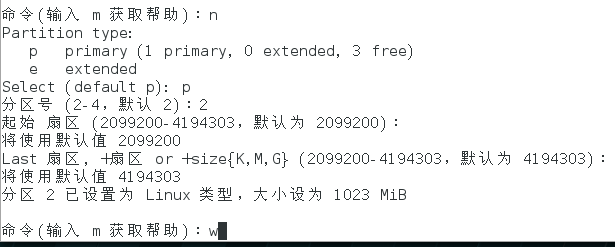 命令(输入 m 获取帮助)：n
Partition type:
   p   primary (1 primary, 0 extended, 3 free)
   e   extended
Select (default p): p
分区号 (2-4，默认 2)：2
起始 扇区 (2099200-4194303，默认为 2099200)：
将使用默认值 2099200
Last 扇区, +扇区 or +size{K,M,G} (2099200-4194303，默认为 4194303)：
将使用默认值 4194303
分区 2 已设置为 Linux 类型，大小设为 1023 MiB
命令(输入 m 获取帮助)：w